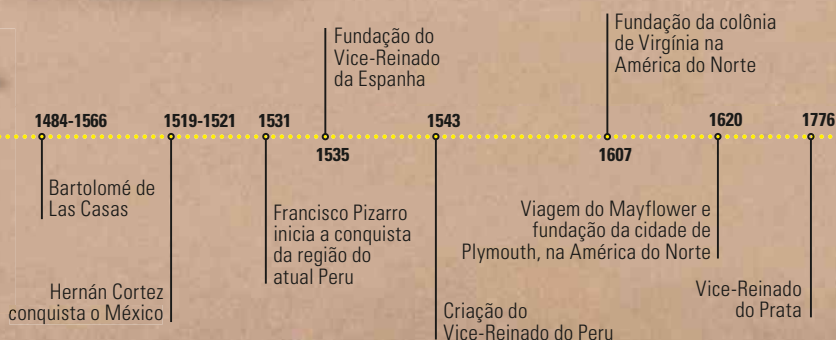 Fundação do
Vice-Reinado
da Espanha
Fundação da colônia
de Virgínia na
América do Norte
1484-1566
1519-1521
1531
1543
1620
1776
1535
1607
Bartolomé de
Las Casas
Hernán Cortez
conquista o México
Francisco Pizarro
inicia a conquista
da região do
atual Peru
Criação do
Vice-Reinado do Peru
Viagem do Mayflower e
fundação da cidade de
Plymouth, na América do Norte
Vice-Reinado
do Prata